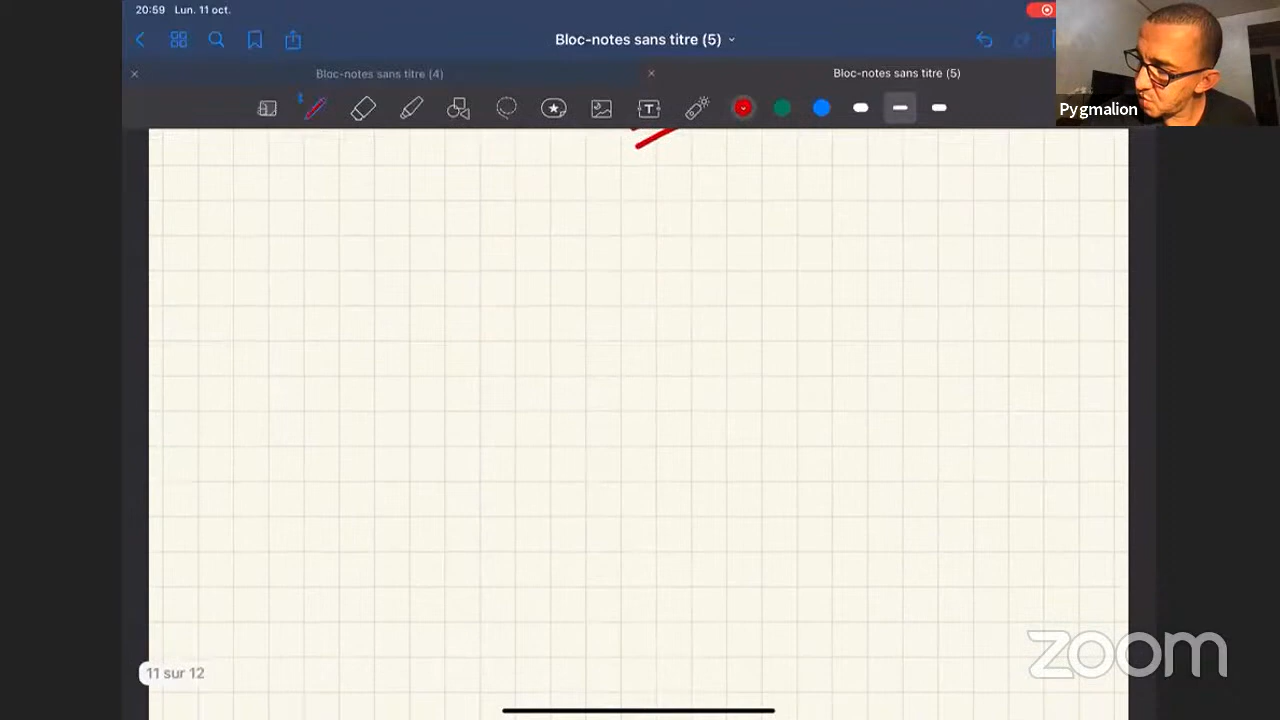 20:59 Lun. 11 oct.
Bloc-notes sans titre (5)
Bloc-notes sans titre (4)
Bloc-notes sans titre (5)
T
Pygmalion
zoom
11 sur 12